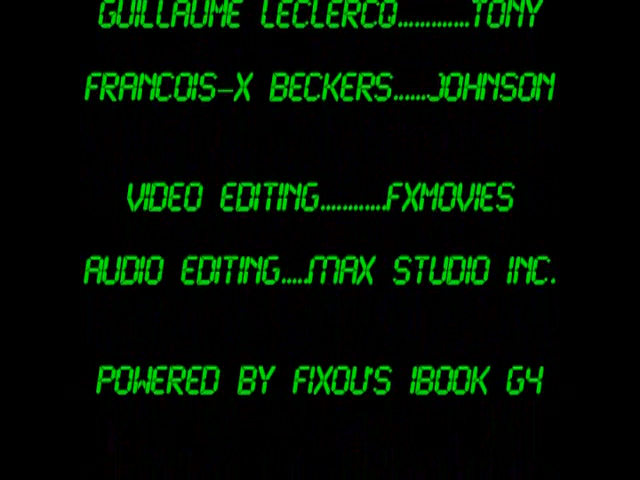 GUILLAUME LECLERCQ.............TONY
FRANCOIS-X BECKERS......JOHNSON
VIDEO EDITING...........FXMOVIES
AUDIO EDITING.....MAX STUDIO INC.
POWERED BY FIXOU'S IBOOK G4